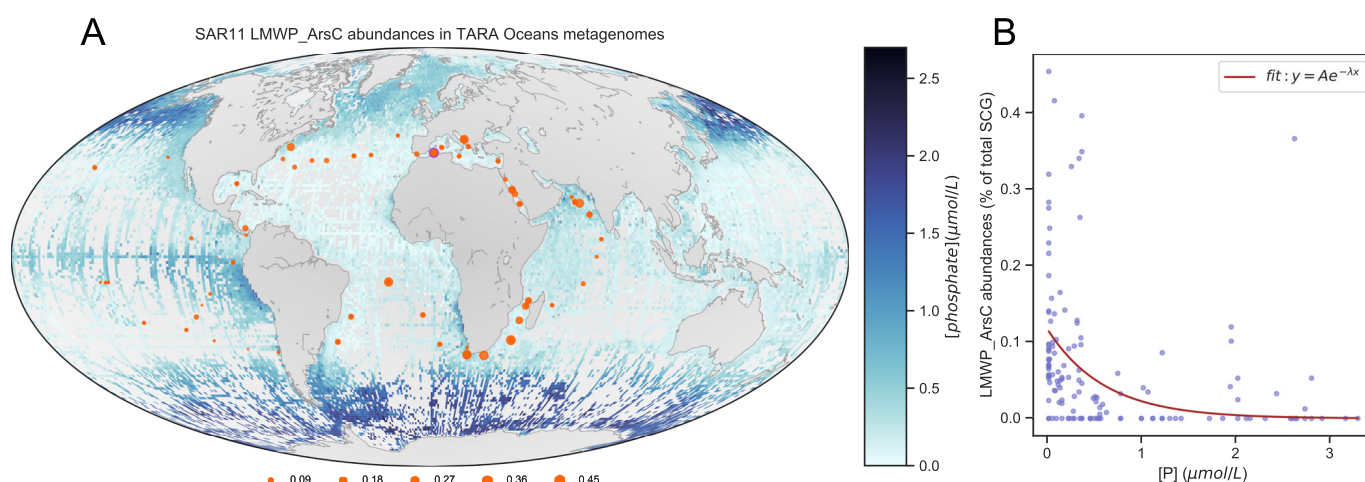 A
SAR11 LMWP_ArsC abundances in TARA Oceans metagenomes
2.5
2.0
1.5
1.0
0.5
0.0
[phosphate](μmol/L)
0.09 0.18 0.27 0.36 0.45
B
fit : y = Ae^{−λx}
0.4
0.3
0.2
0.1
0.0
LMWP_ArsC abundances (% of total SCG)
0 1 2 3
[P] (μmol/L)